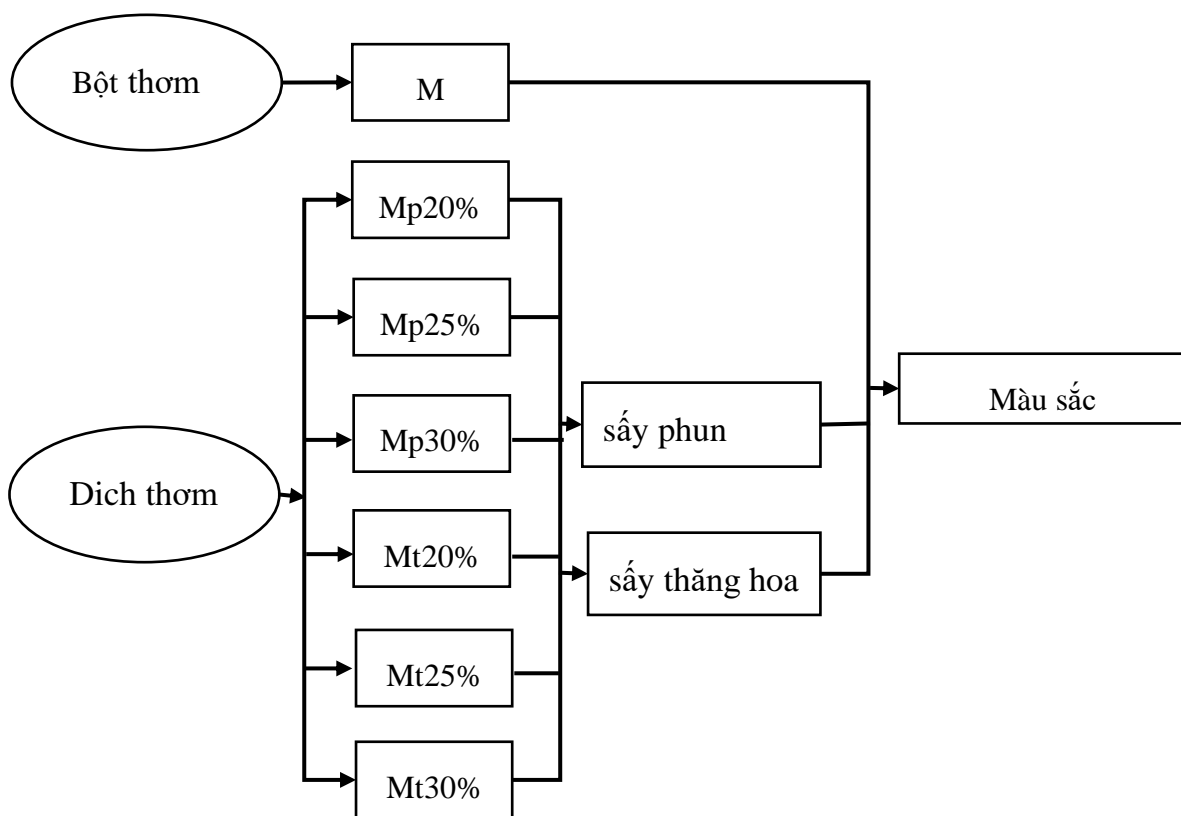 Bột thơm
M
Mp20%
Mp25%
Mp30%
Dich thơm
Mt20%
Mt25%
Mt30%
sấy phun
sấy thăng hoa
Màu sắc